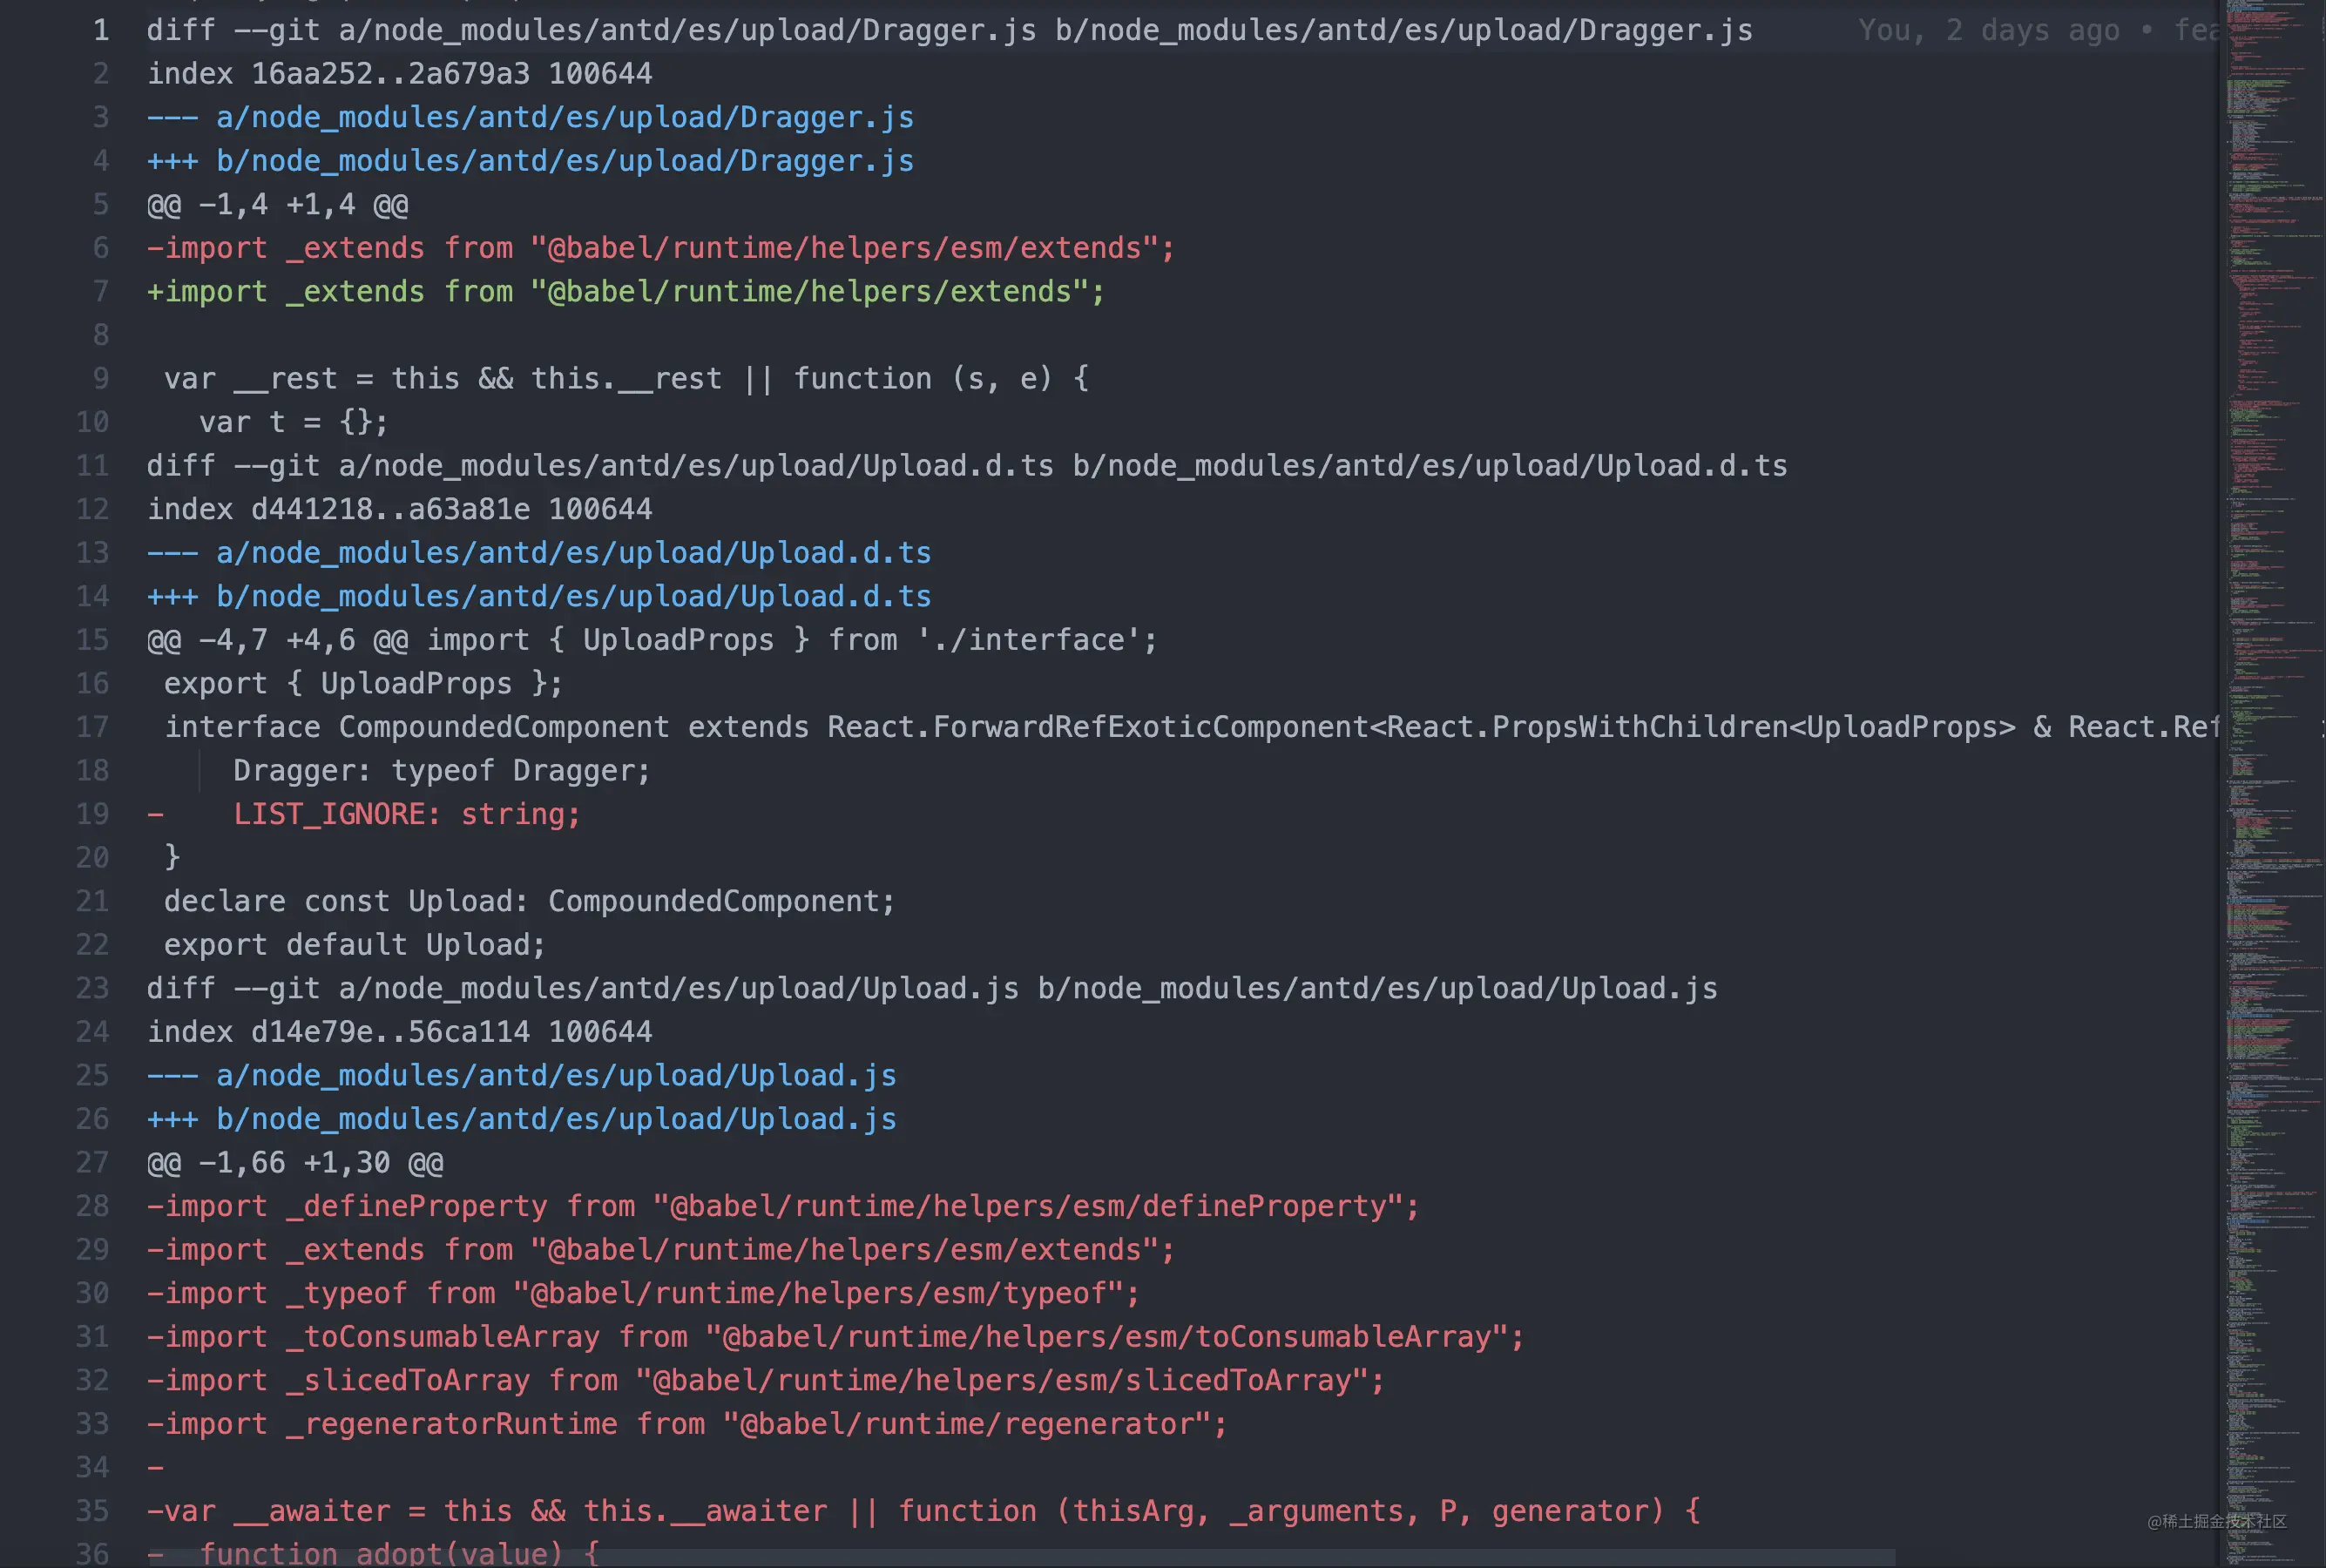 1 diff --git a/node_modules/antd/es/upload/Dragger.js b/node_modules/antd/es/upload/Dragger.js You, 2 days ago •
2 index 16aa252..2a679a3 100644
3 --- a/node_modules/antd/es/upload/Dragger.js
4 +++ b/node_modules/antd/es/upload/Dragger.js
5 @@ -1,4 +1,4 @@
6 -import _extends from "@babel/runtime/helpers/esm/extends";
7 +import _extends from "@babel/runtime/helpers/extends";
8
9 var __rest = this && this.__rest || function (s, e) {
10 var t = {};
11 diff --git a/node_modules/antd/es/upload/Upload.d.ts b/node_modules/antd/es/upload/Upload.d.ts
12 index d441218..a63a81e 100644
13 --- a/node_modules/antd/es/upload/Upload.d.ts
14 +++ b/node_modules/antd/es/upload/Upload.d.ts
15 @@ -4,7 +4,6 @@ import { UploadProps } from './interface';
16 export { UploadProps };
17 interface CompoundedComponent extends React.ForwardRefExoticComponent<React.PropsWithChildren<UploadProps> & React.Ref
18 Dragger: typeof Dragger;
19 - LIST_IGNORE: string;
20 }
21 declare const Upload: CompoundedComponent;
22 export default Upload;
23 diff --git a/node_modules/antd/es/upload/Upload.js b/node_modules/antd/es/upload/Upload.js
24 index d14e79e..56ca114 100644
25 --- a/node_modules/antd/es/upload/Upload.js
26 +++ b/node_modules/antd/es/upload/Upload.js
27 @@ -1,66 +1,30 @@
28 -import _defineProperty from "@babel/runtime/helpers/esm/defineProperty";
29 -import _extends from "@babel/runtime/helpers/esm/extends";
30 -import _typeof from "@babel/runtime/helpers/esm/typeof";
31 -import _toConsumableArray from "@babel/runtime/helpers/esm/toConsumableArray";
32 -import _slicedToArray from "@babel/runtime/helpers/esm/slicedToArray";
33 -import _regeneratorRuntime from "@babel/runtime/regenerator";
34 -
35 -var __awaiter = this && this.__awaiter || function (thisArg, _arguments, P, generator) {
36 - function adopt(value) {
@稀土掘金技术社区